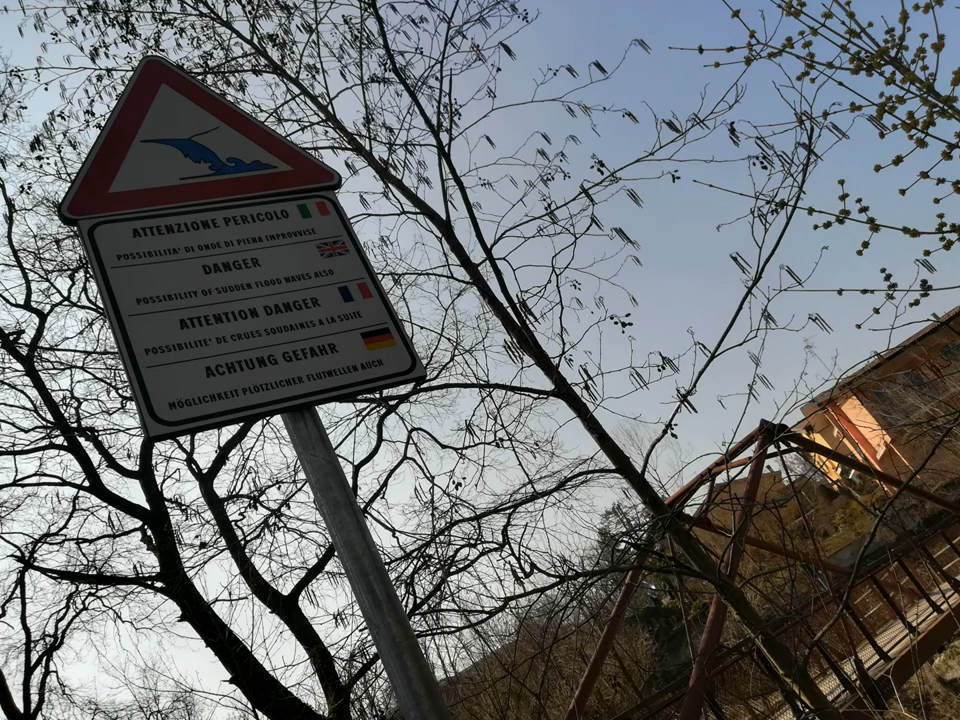 ATTENZIONE PERICOLO
POSSIBILITA' DI ONDE DI PIENA IMPROVVISE
DANGER
POSSIBILITY OF SUDDEN FLOOD WAVES ALSO
ATTENTION DANGER
POSSIBILITE' DE CRUES SOUDAINES A LA SUITE
ACHTUNG GEFAHR
MÖGLICHKEIT PLÖTZLICHER FLUTWELLEN AUCH